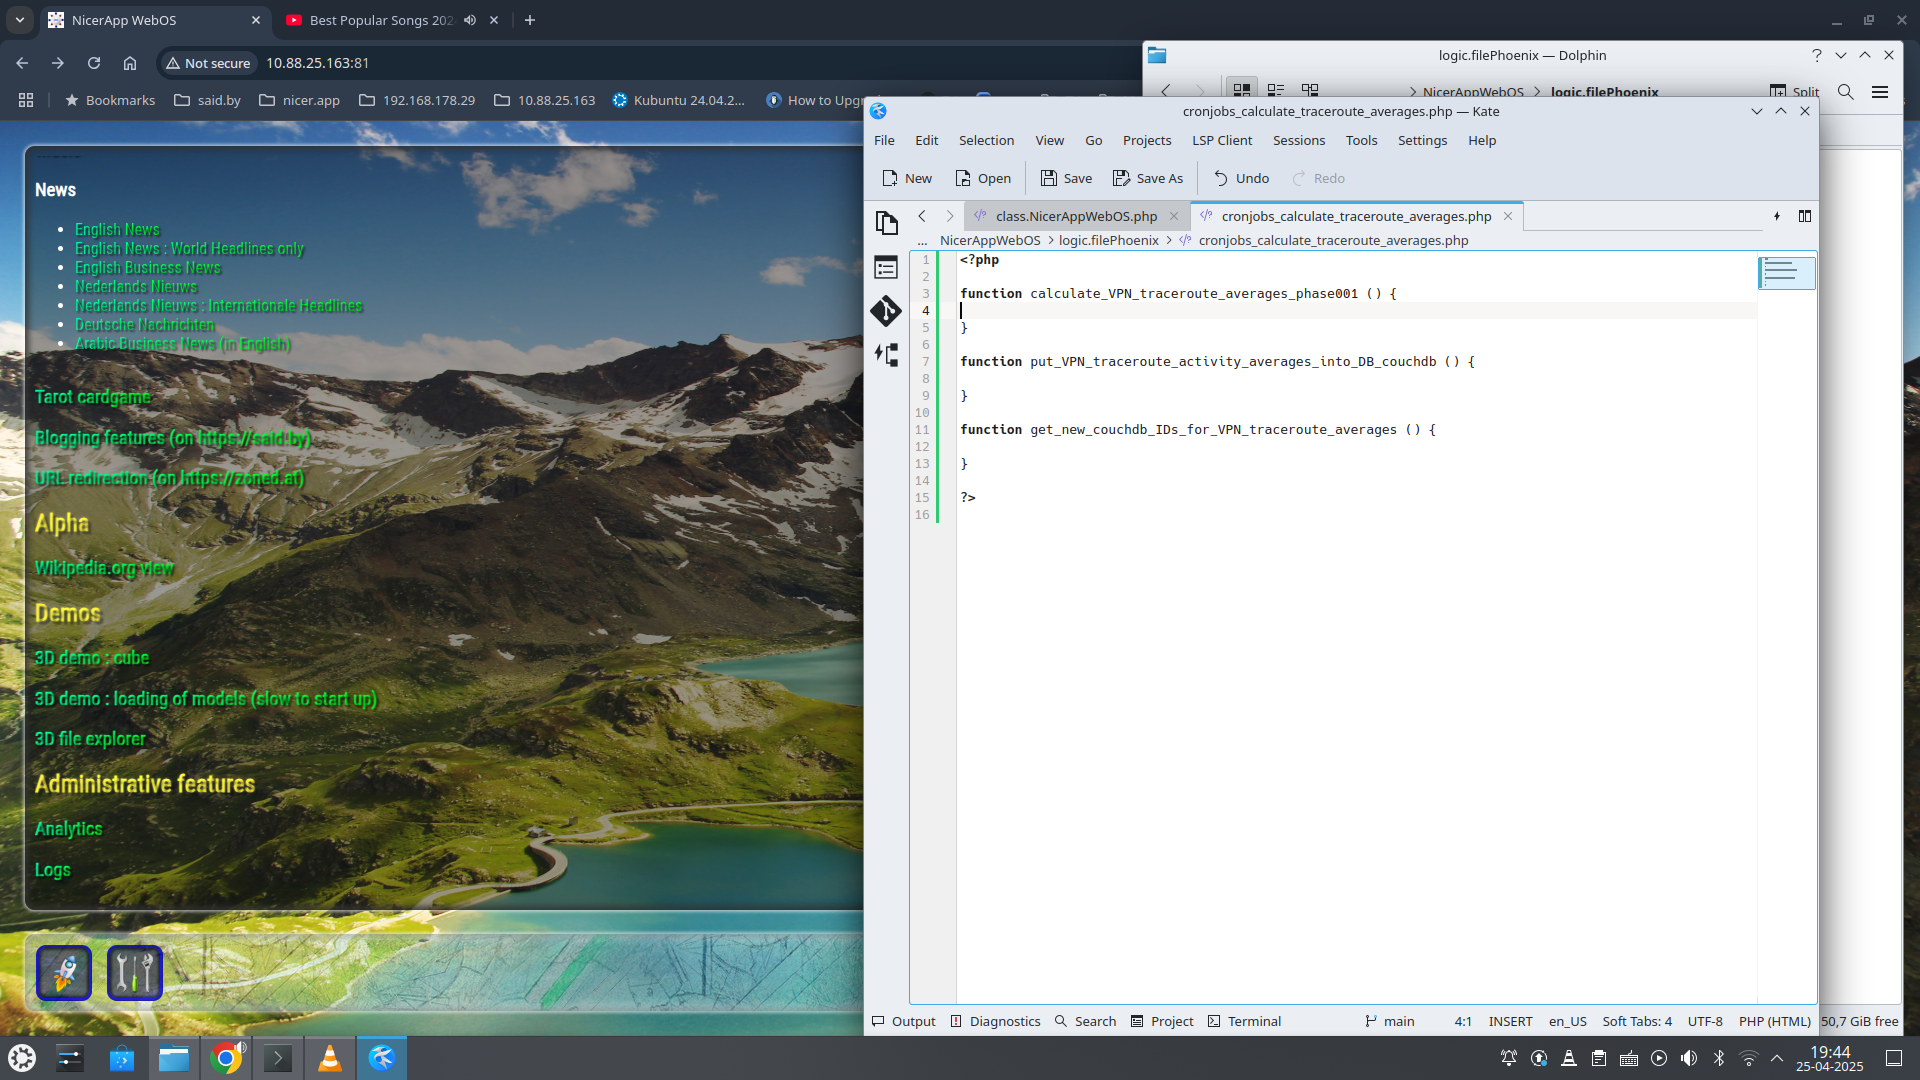 NicerApp WebOS
Best Popular Songs 202
Not secure 10.88.25.163:81
Bookmarks said.by nicer.app 192.168.178.29 10.88.25.163 Kubuntu 24.04.2... How to Upgr
logic.filePhoenix — Dolphin
NicerAppWebOS logic.filePhoenix Split
News
English News
English News : World Headlines only
English Business News
Nederlands Nieuws
Nederlands Nieuws : Internationale Headlines
Deutsche Nachrichten
Arabic Business News (in English)
Tarot cardgame
Blogging features (on https://said.by)
URL redirection (on https://zoned.at)
Alpha
Wikipedia.org view
Demos
3D demo : cube
3D demo : loading of models (slow to start up)
3D file explorer
Administrative features
Analytics
Logs
cronjobs_calculate_traceroute_averages.php — Kate
File Edit Selection View Go Projects LSP Client Sessions Tools Settings Help
New Open Save Save As Undo Redo
class.NicerAppWebOS.php cronjobs_calculate_traceroute_averages.php
... NicerAppWebOS > logic.filePhoenix > cronjobs_calculate_traceroute_averages.php
1 <?php
2
3 function calculate_VPN_traceroute_averages_phase001 () {
4
5 }
6
7 function put_VPN_traceroute_activity_averages_into_DB_couchdb () {
8
9 }
10
11 function get_new_couchdb_IDs_for_VPN_traceroute_averages () {
12
13 }
14
15 ?>
16
Output Diagnostics Search Project Terminal main 4:1 INSERT en_US Soft Tabs: 4 UTF-8 PHP (HTML)
50,7 GiB free
19:44
25-04-2025